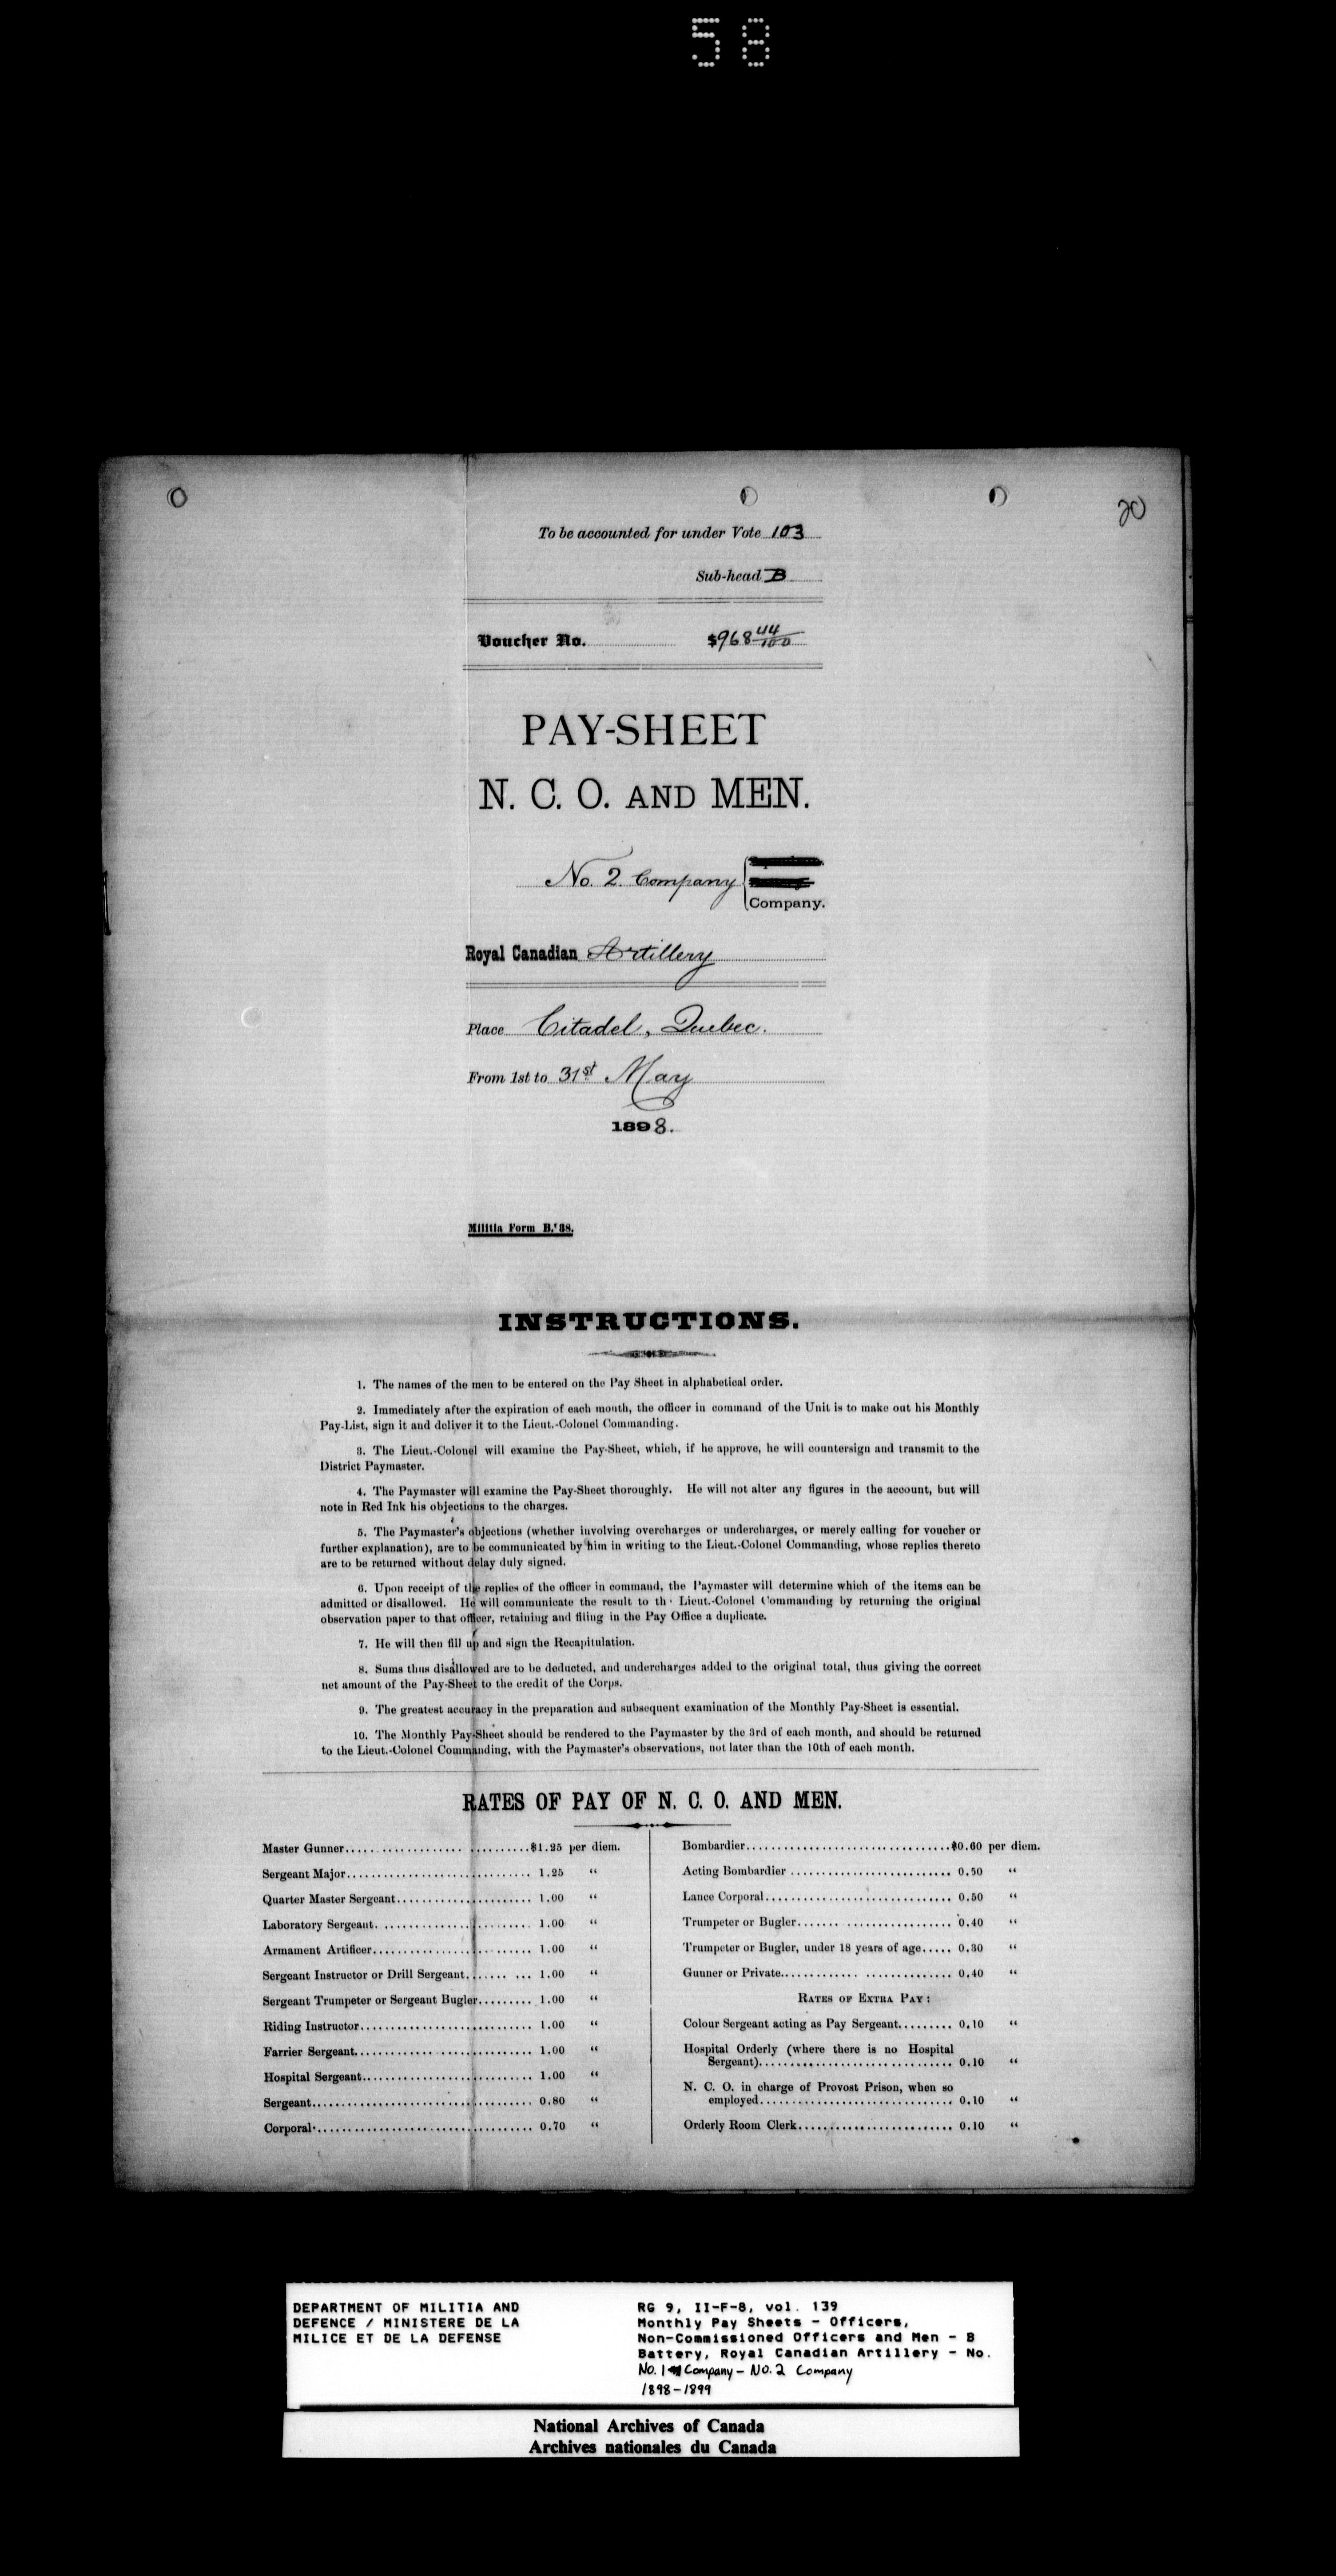 58
20
To be accounted for under Vote 103
Sub-head B
Voucher No. $968 44/100
PAY-SHEET
N. C. O. AND MEN.
No. 2. Company
Company.
Royal Canadian Artillery
Place Citadel, Quebec.
From 1st to 31st May
1898.
Militia Form B. 38.
INSTRUCTIONS.
1. The names of the men to be entered on the Pay Sheet in alphabetical order.
2. Immediately after the expiration of each month, the officer in command of the Unit is to make out his Monthly
Pay-List, sign it and deliver it to the Lieut.-Colonel Commanding.
3. The Lieut.-Colonel will examine the Pay-Sheet, which, if he approve, he will countersign and transmit to the
District Paymaster.
4. The Paymaster will examine the Pay-Sheet thoroughly. He will not alter any figures in the account, but will
note in Red Ink his objections to the charges.
5. The Paymaster's objections (whether involving overcharges or undercharges, or merely calling for voucher or
further explanation), are to be communicated by him in writing to the Lieut.-Colonel Commanding, whose replies thereto
are to be returned without delay duly signed.
6. Upon receipt of the replies of the officer in command, the Paymaster will determine which of the items can be
admitted or disallowed. He will communicate the result to th Lieut.-Colonel Commanding by returning the original
observation paper to that officer, retaining and filing in the Pay Office a duplicate.
7. He will then fill up and sign the Recapitulation.
8. Sums thus disallowed are to be deducted, and undercharges added to the original total, thus giving the correct
net amount of the Pay-Sheet to the credit of the Corps.
9. The greatest accuracy in the preparation and subsequent examination of the Monthly Pay-Sheet is essential.
10. The Monthly Pay-Sheet should be rendered to the Paymaster by the 3rd of each month, and should be returned
to the Lieut.-Colonel Commanding, with the Paymaster's observations, not later than the 10th of each month.
RATES OF PAY OF N. C. O. AND MEN.
Master Gunner $1.25 per diem.
Sergeant Major 1.25 "
Quarter Master Sergeant 1.00 "
Laboratory Sergeant 1.00 "
Armament Artificer 1.00 "
Sergeant Instructor or Drill Sergeant 1.00 "
Sergeant Trumpeter or Sergeant Bugler 1.00 "
Riding Instructor 1.00 "
Farrier Sergeant 1.00 "
Hospital Sergeant 1.00 "
Sergeant 0.80 "
Corporal 0.70 "
Bombardier $0.60 per diem.
Acting Bombardier 0.50 "
Lance Corporal 0.50 "
Trumpeter or Bugler 0.40 "
Trumpeter or Bugler, under 18 years of age 0.30 "
Gunner or Private 0.40 "
RATES OF EXTRA PAY:
Colour Sergeant acting as Pay Sergeant 0.10 "
Hospital Orderly (where there is no Hospital
Sergeant) 0.10 "
N. C. O. in charge of Provost Prison, when so
employed 0.10 "
Orderly Room Clerk 0.10 "
DEPARTMENT OF MILITIA AND
DEFENCE / MINISTERE DE LA
MILICE ET DE LA DEFENSE
RG 9, II-F-8, vol. 139
Monthly Pay Sheets - Officers,
Non-Commissioned Officers and Men - B
Battery, Royal Canadian Artillery - No.
No. 1 Company - No. 2 Company
1898-1899
National Archives of Canada
Archives nationales du Canada